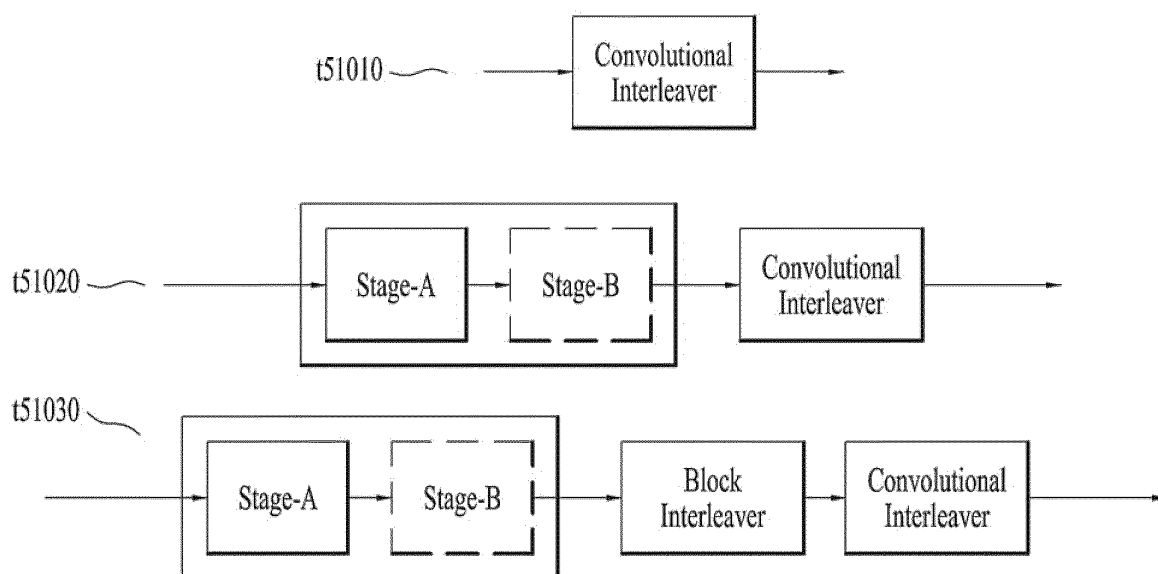 t51010
Convolutional
Interleaver
t51020
Stage-A
Stage-B
Convolutional
Interleaver
t51030
Stage-A
Stage-B
Block
Interleaver
Convolutional
Interleaver